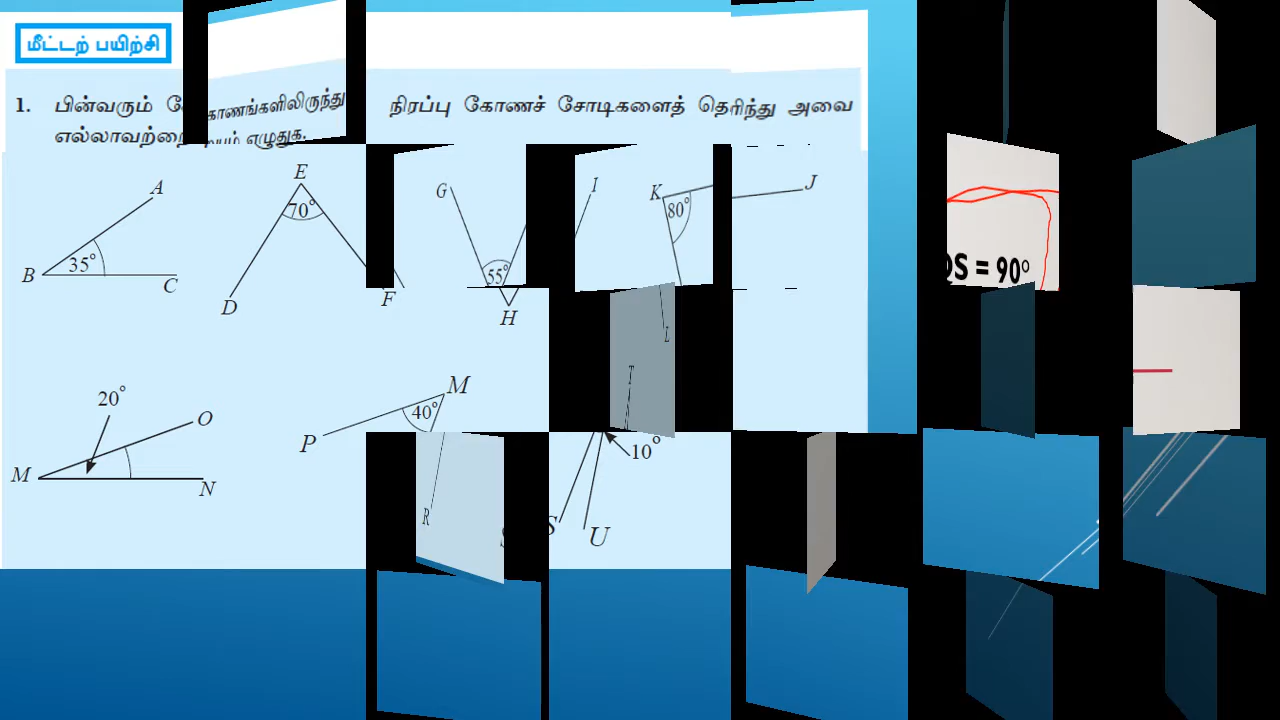 மீட்டற் பயிற்சி
1. பின்வரும் கோணங்களிலிருந்து நிரப்பு கோணச் சோடிகளைத் தெரிந்து அவை
எல்லாவற்றையும் எழுதுக.
A
B
35°
C
E
70°
D
F
G
I
55°
H
K
J
80°
L
QS = 90°
20°
O
M
N
M
40°
P
R
T
10°
S
U